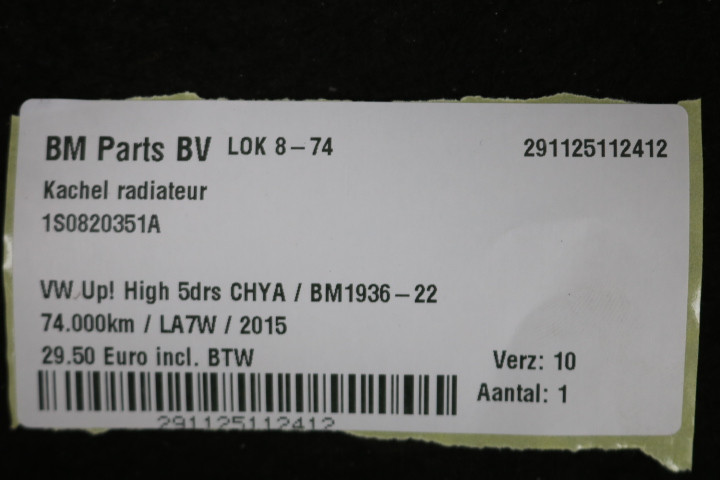 BM Parts BV LOK 8-74 291125112412
Kachel radiateur
1S0820351A
VW Up! High 5drs CHYA / BM1936-22
74.000km / LA7W / 2015
29.50 Euro incl. BTW Verz: 10
Aantal: 1
291125112412